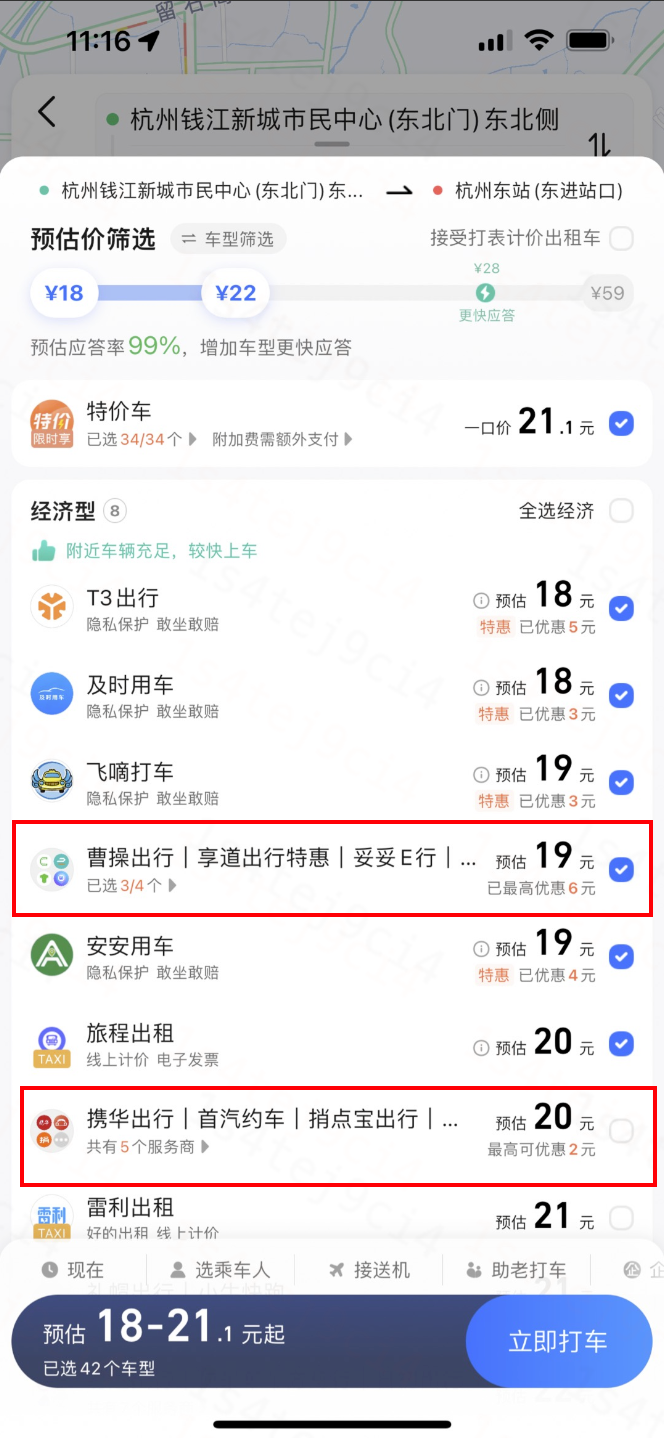 11:16
杭州钱江新城市民中心(东北门)东北侧
杭州钱江新城市民中心(东北门)东... → 杭州东站(东进站口)
预估价筛选 车型筛选 接受打表计价出租车
¥28
¥18 ¥22 ¥59
更快应答
预估应答率99%，增加车型更快应答
特价 限时享
特价车
已选34/34个 附加费需额外支付
一口价 21.1元
经济型 8 全选经济
附近车辆充足，较快上车
T3出行 预估 18 元
隐私保护 敢坐敢赔 特惠 已优惠5元
及时用车 预估 18 元
隐私保护 敢坐敢赔 特惠 已优惠3元
飞嘀打车 预估 19 元
隐私保护 敢坐敢赔 特惠 已优惠3元
曹操出行｜享道出行特惠｜妥妥E行｜... 预估 19 元
已选3/4个 已最高优惠6元
安安用车 预估 19 元
隐私保护 敢坐敢赔 特惠 已优惠4元
旅程出租 预估 20 元
TAXI 线上计价 电子发票
携华出行｜首汽约车｜捎点宝出行｜... 预估 20 元
共有5个服务商 最高可优惠2元
雷利 TAXI
雷利出租 预估 21 元
好的出租 线上计价
现在 选乘车人 接送机 助老打车 企
预估 18-21.1 元起
已选42个车型
立即打车